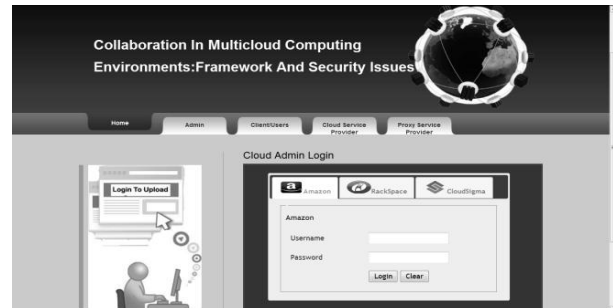 Collaboration In Multicloud Computing
Environments:Framework And Security Issues
Home
Admin
Client/Users
Cloud Service
Provider
Proxy Service
Provider
Cloud Admin Login
Login To Upload
a Amazon
RackSpace
CloudSigma
Amazon
Username
Password
Login
Clear